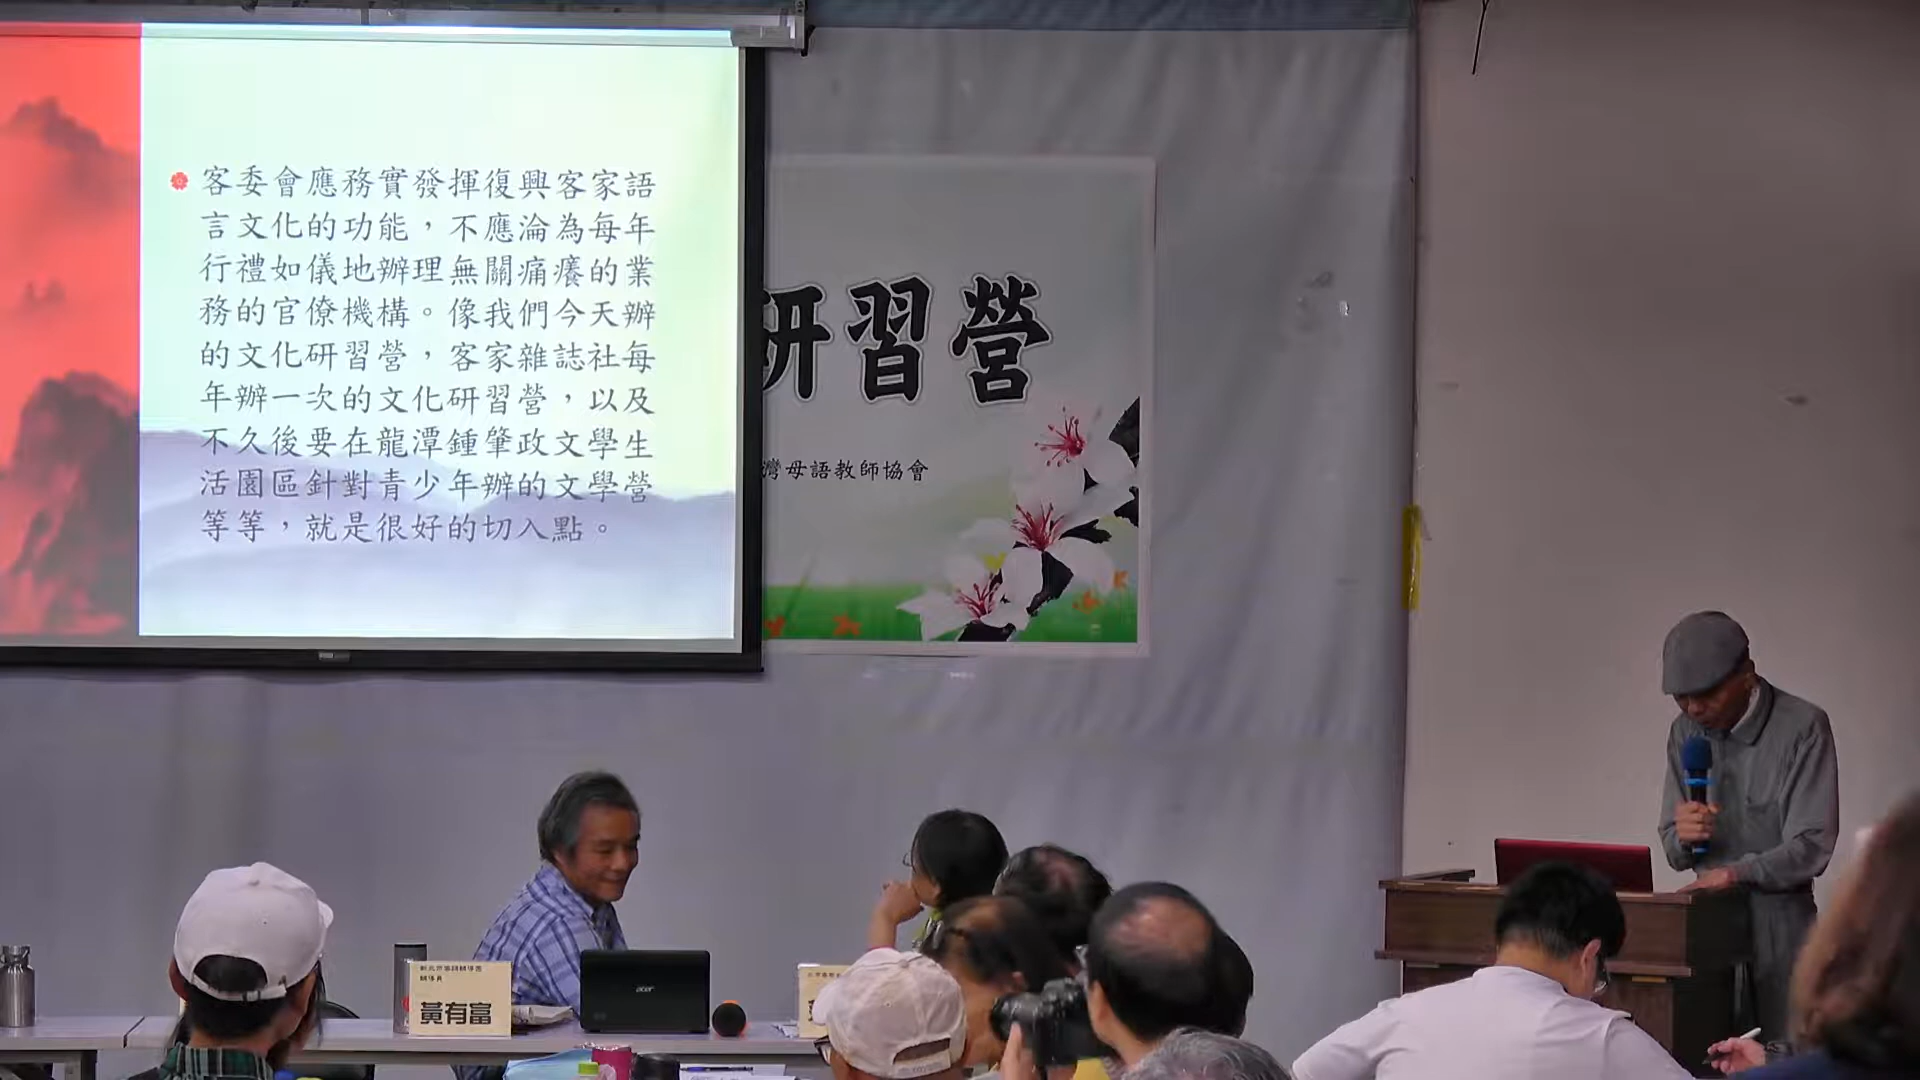 客委會應務實發揮復興客家語
言文化的功能，不應淪為每年
行禮如儀地辦理無關痛癢的業
務的官僚機構。像我們今天辦
的文化研習營，客家雜誌社每
年辦一次的文化研習營，以及
不久後要在龍潭鍾肇政文學生
活園區針對青少年辦的文學營
等等，就是很好的切入點。
研習營
灣母語教師協會
輔導員
黃有富
acer